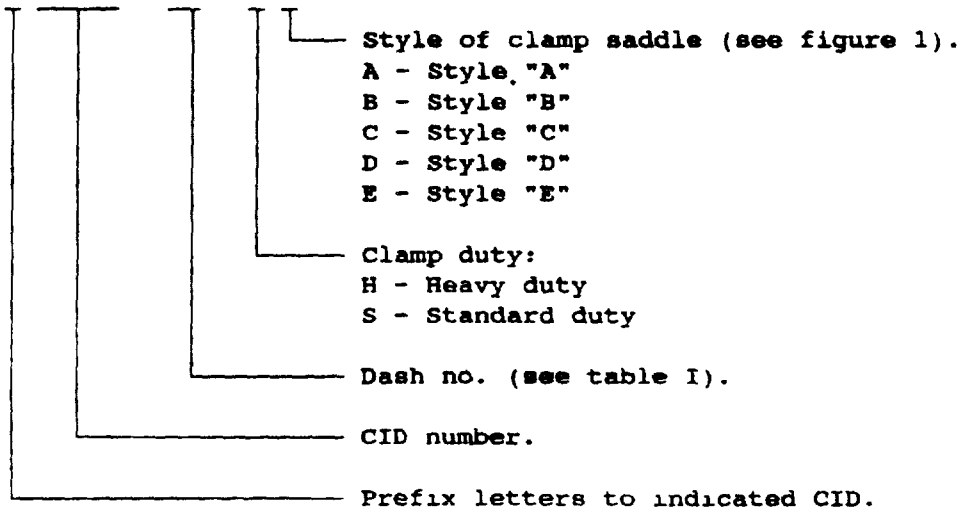 Style of clamp saddle (see figure 1).
A - Style "A"
B - Style "B"
C - Style "C"
D - Style "D"
E - Style "E"
Clamp duty:
H - Heavy duty
S - Standard duty
Dash no. (see table I).
CID number.
Prefix letters to indicated CID.